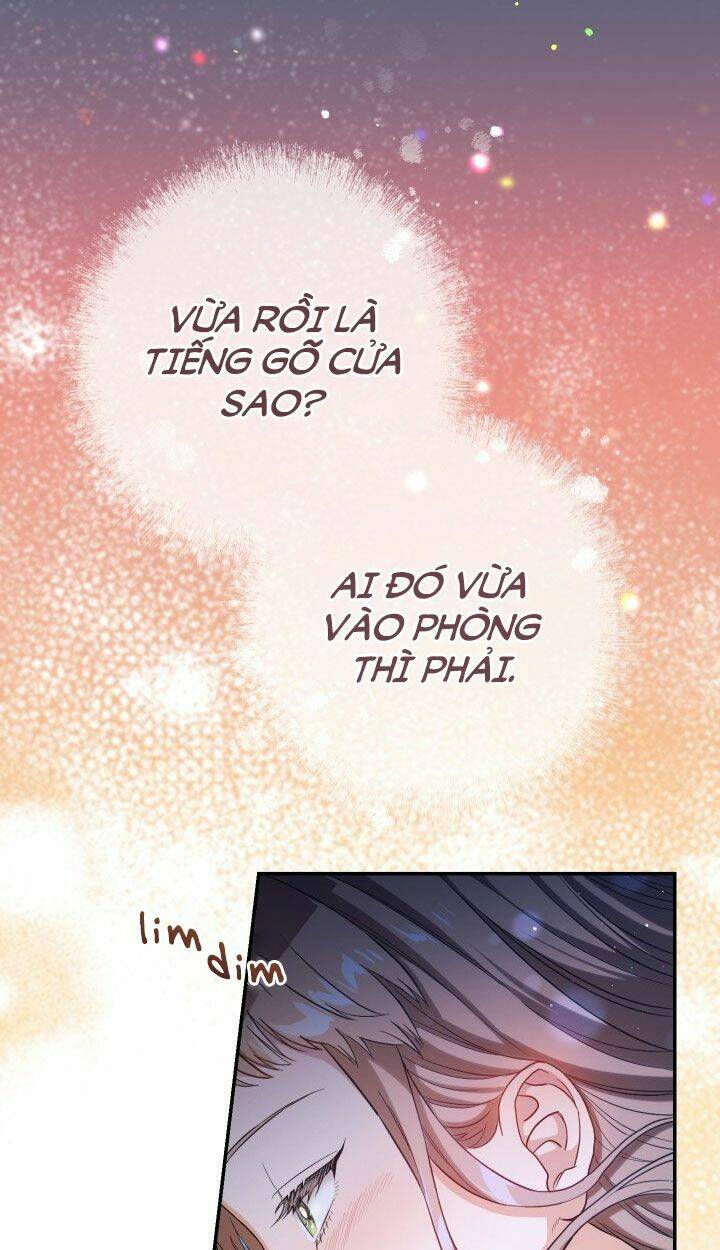 VỪA RỒI LÀ
TIẾNG GÕ CỬA
SAO?
AI ĐÓ VỪA
VÀO PHÒNG
THÌ PHẢI.
lim
dim